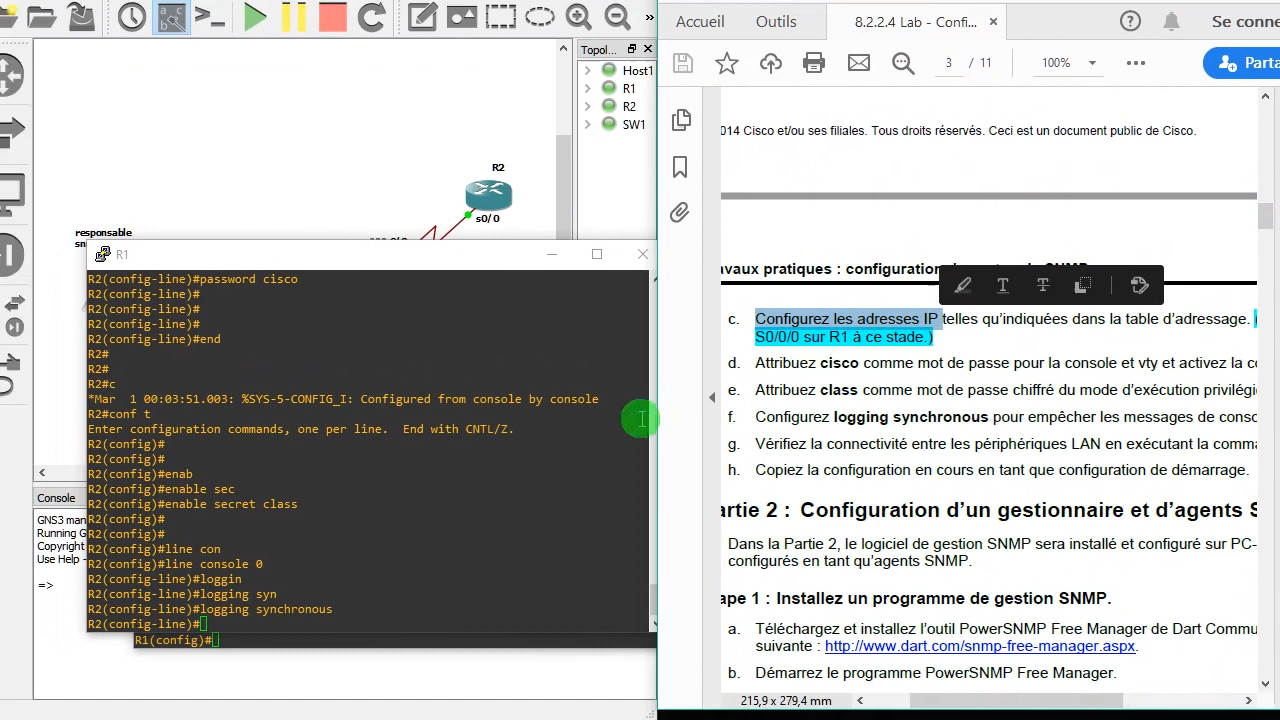 »
Topol...
Host1
R1
R2
SW1
R2
s0/0
responsable
R1
R2(config-line)#password cisco
R2(config-line)#
R2(config-line)#
R2(config-line)#
R2(config-line)#end
R2#
R2#
R2#c
*Mar  1 00:03:51.003: %SYS-5-CONFIG_I: Configured from console by console
R2#conf t
Enter configuration commands, one per line.  End with CNTL/Z.
R2(config)#
R2(config)#
R2(config)#enab
R2(config)#enable sec
R2(config)#enable secret class
R2(config)#
R2(config)#
R2(config)#line con
R2(config)#line console 0
R2(config-line)#loggin
R2(config-line)#logging syn
R2(config-line)#logging synchronous
R2(config-line)#
R1(config)#
Console
GNS3 man
Running G
Copyright
Use Help -
=>
Accueil
Outils
8.2.2.4 Lab - Confi...
×
Se conne
3 / 11
100%
Parta
014 Cisco et/ou ses filiales. Tous droits réservés. Ceci est un document public de Cisco.
avaux pratiques : configuration
c. Configurez les adresses IP telles qu'indiquées dans la table d'adressage. (
S0/0/0 sur R1 à ce stade.)
d. Attribuez cisco comme mot de passe pour la console et vty et activez la co
e. Attribuez class comme mot de passe chiffré du mode d'exécution privilégi
f. Configurez logging synchronous pour empêcher les messages de conso
g. Vérifiez la connectivité entre les périphériques LAN en exécutant la comma
h. Copiez la configuration en cours en tant que configuration de démarrage.
artie 2 : Configuration d'un gestionnaire et d'agents S
Dans la Partie 2, le logiciel de gestion SNMP sera installé et configuré sur PC-
configurés en tant qu'agents SNMP.
ape 1 : Installez un programme de gestion SNMP.
a. Téléchargez et installez l'outil PowerSNMP Free Manager de Dart Commu
suivante : http://www.dart.com/snmp-free-manager.aspx.
b. Démarrez le programme PowerSNMP Free Manager.
215,9 x 279,4 mm